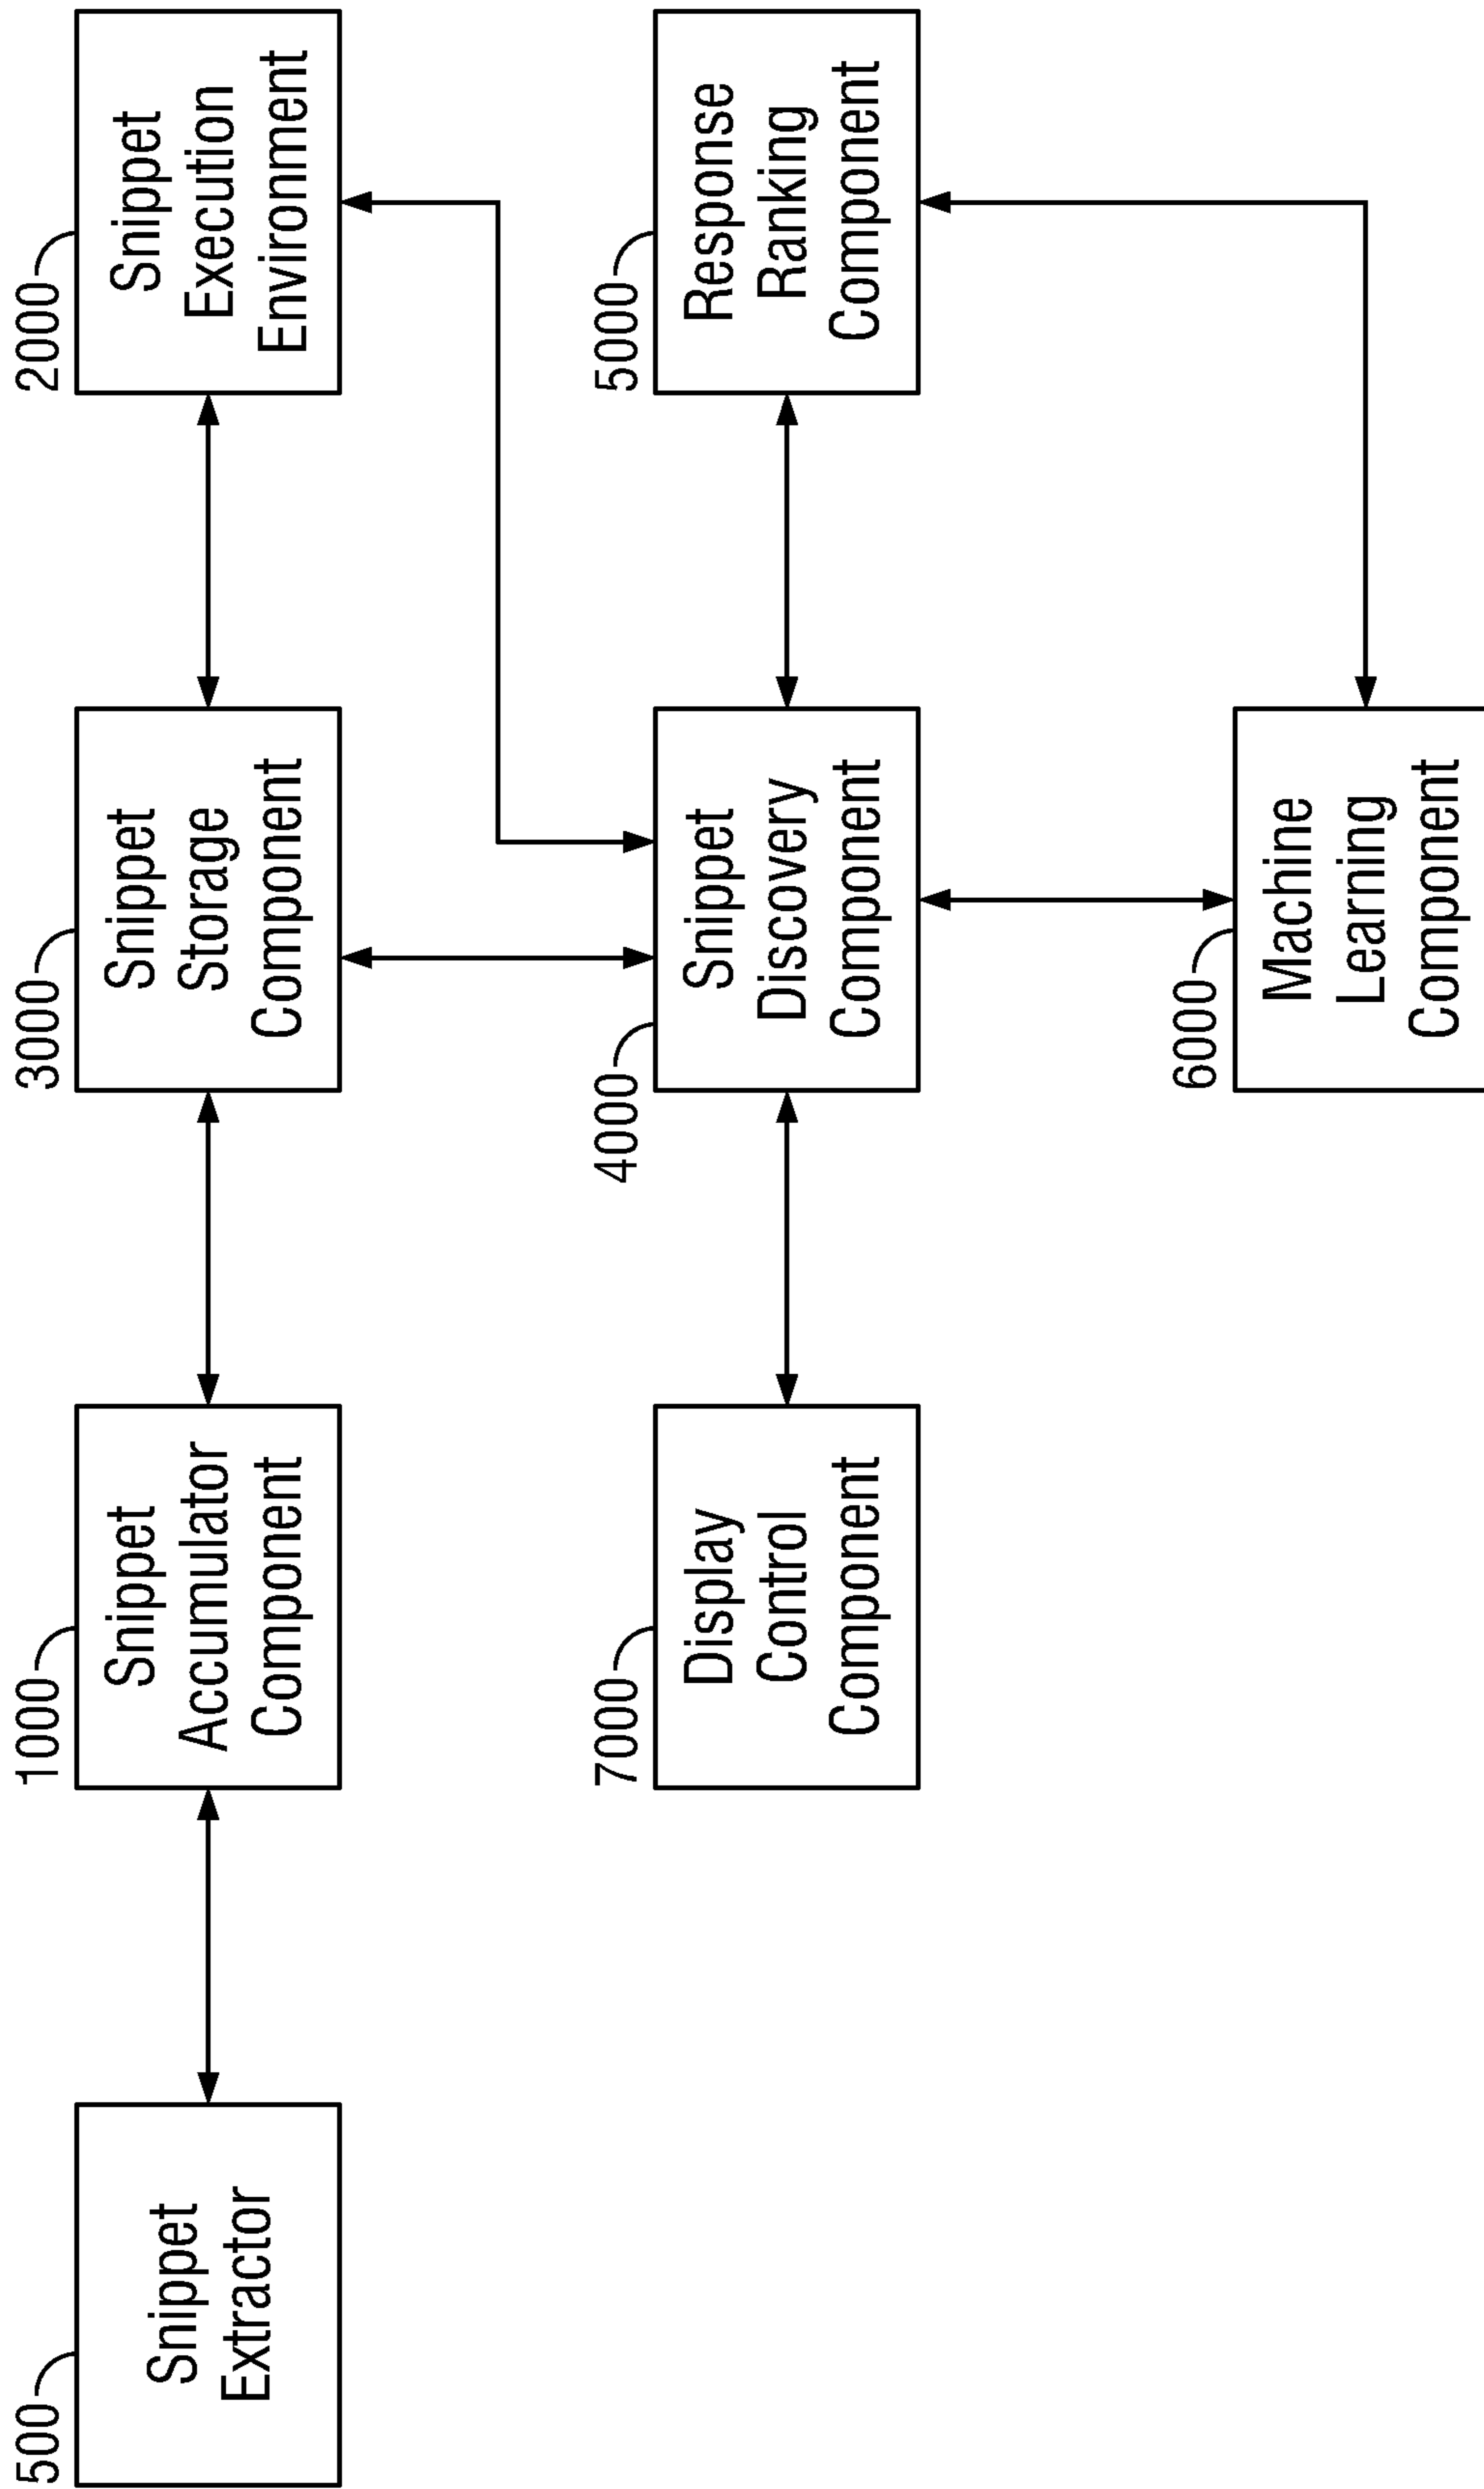 500
Snippet
Extractor
1000
Snippet
Accumulator
Component
3000
Snippet
Storage
Component
2000
Snippet
Execution
Environment
7000
Display
Control
Component
4000
Snippet
Discovery
Component
5000
Response
Ranking
Component
6000
Machine
Learning
Component